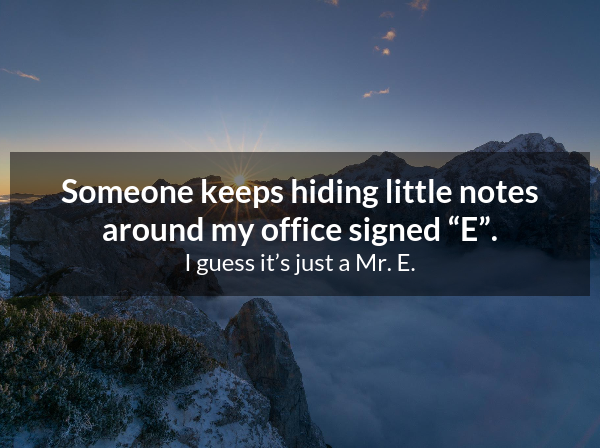 Someone keeps hiding little notes
around my office signed “E”.
I guess it’s just a Mr. E.